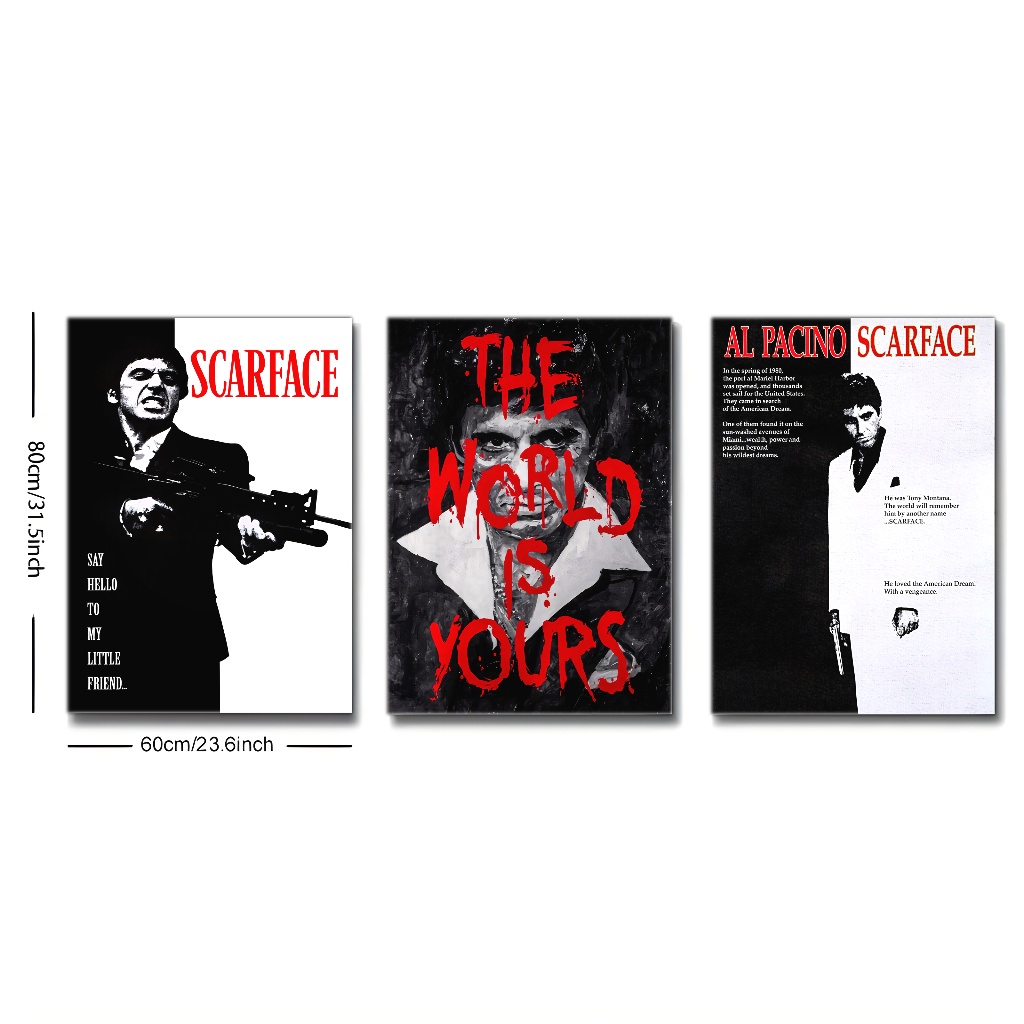 80cm/31.5inch
SCARFACE
SAY
HELLO
TO
MY
LITTLE
FRIEND...
60cm/23.6inch
THE
WORLD
IS
YOURS
AL PACINO SCARFACE
In the spring of 1980,
the port at Mariel Harbor
was opened, and thousands
set sail for the United States.
They came in search
of the American Dream.
One of them found it on the
sun-washed avenues of
Miami...wealth, power and
passion beyond
his wildest dreams.
He was Tony Montana.
The world will remember
him by another name
...SCARFACE.
He loved the American Dream.
With a vengeance.